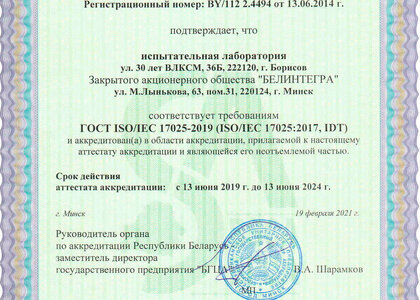 Регистрационный номер: BY/112 2.4494 от 13.06.2014 г.
подтверждает, что
испытательная лаборатория
ул. 30 лет ВЛКСМ, 36Б, 222120, г. Борисов
Закрытого акционерного общества "БЕЛИНТЕГРА"
ул. М.Лынькова, 63, пом.31, 220124, г. Минск
соответствует требованиям
ГОСТ ISO/IEC 17025-2019 (ISO/IEC 17025:2017, IDT)
и аккредитован(а) в области аккредитации, прилагаемой к настоящему
аттестату аккредитации и являющейся его неотъемлемой частью.
Срок действия
аттестата аккредитации: с 13 июня 2019 г. до 13 июня 2024 г.
г. Минск 19 февраля 2021 г.
Руководитель органа
по аккредитации Республики Беларусь -
заместитель директора
государственного предприятия "БГЦА" В.А. Шарамков
МП